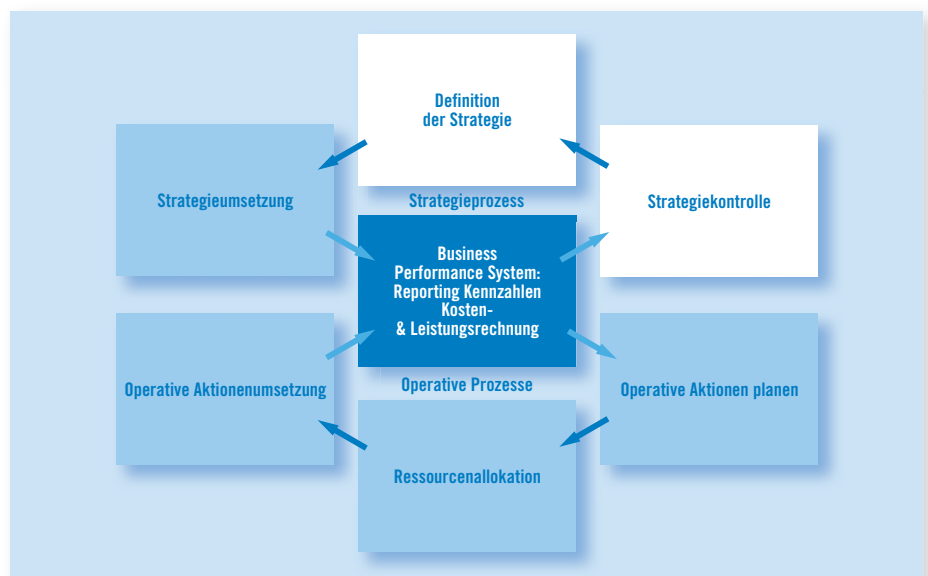 Definition
der Strategie
Strategieumsetzung
Strategiekontrolle
Strategieprozess
Business
Performance System:
Reporting Kennzahlen
Kosten-
& Leistungsrechnung
Operative Prozesse
Operative Aktionenumsetzung
Operative Aktionen planen
Ressourcenallokation